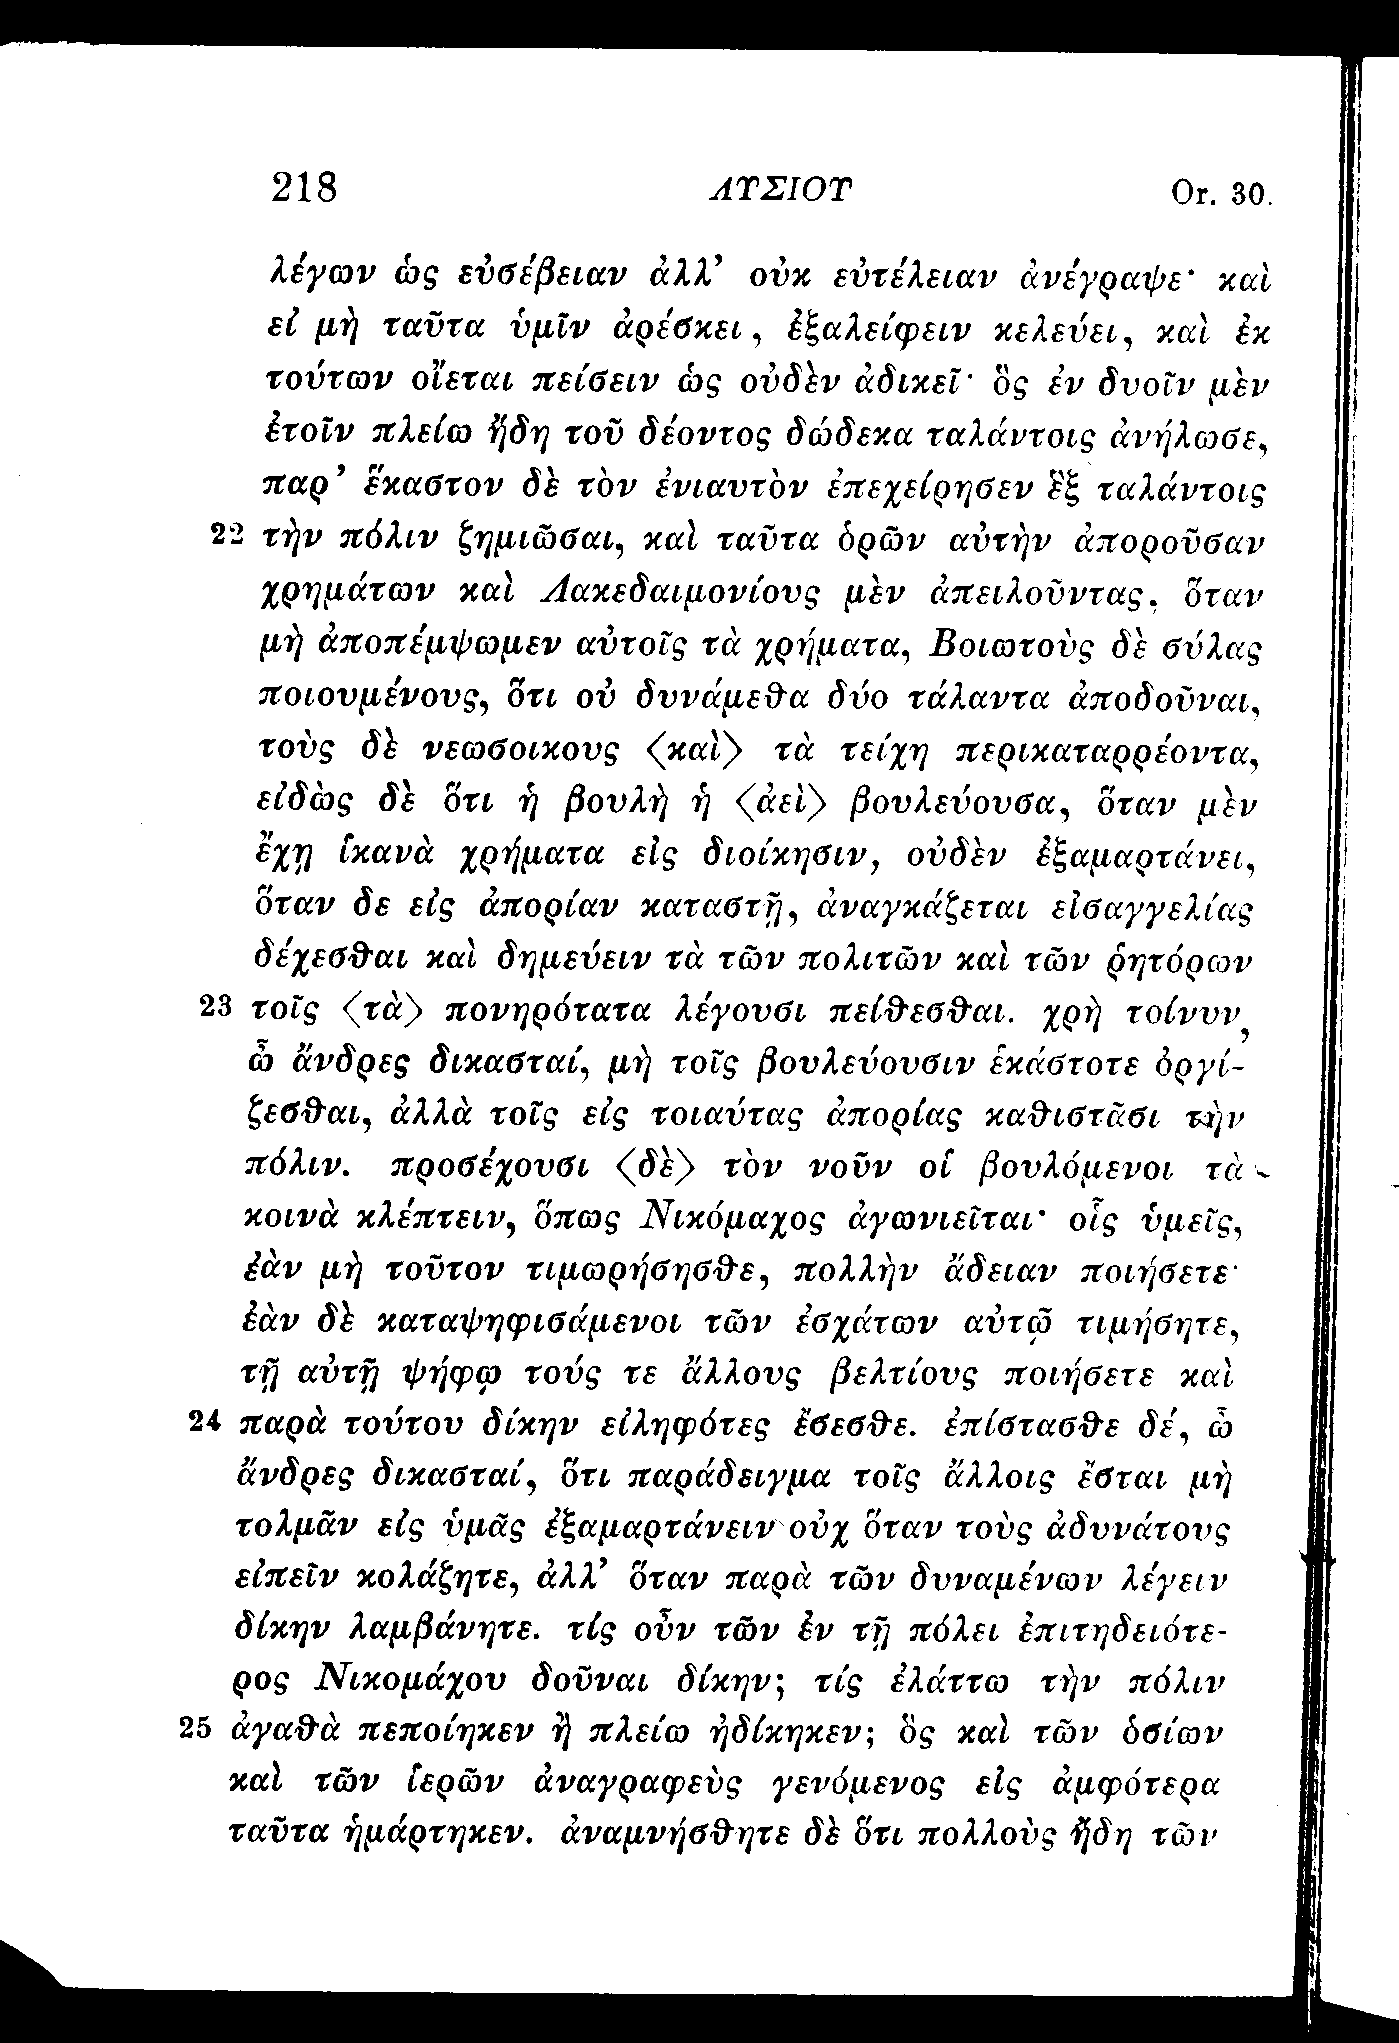 218 ΛΥΣΙΟΥ Or. 30.
λέγων ὡς εὐσέβειαν ἀλλ’ οὐκ εὐτέλειαν ἀνέγραψε· καὶ
εἰ μὴ ταῦτα ὑμῖν ἀρέσκει, ἐξαλείφειν κελεύει, καὶ ἐκ
τούτων οἴεται πείσειν ὡς οὐδὲν ἀδικεῖ· ὃς ἐν δυοῖν μὲν
ἐτοῖν πλείω ἤδη τοῦ δέοντος δώδεκα ταλάντοις ἀνήλωσε,
παρ’ ἕκαστον δὲ τὸν ἐνιαυτὸν ἐπεχείρησεν ἓξ ταλάντοις
22 τὴν πόλιν ζημιῶσαι, καὶ ταῦτα ὁρῶν αὐτὴν ἀποροῦσαν
χρημάτων καὶ Λακεδαιμονίους μὲν ἀπειλοῦντας, ὅταν
μὴ ἀποπέμψωμεν αὐτοῖς τὰ χρήματα, Βοιωτοὺς δὲ σύλας
ποιουμένους, ὅτι οὐ δυνάμεθα δύο τάλαντα ἀποδοῦναι,
τοὺς δὲ νεωσοικους 〈καὶ〉 τὰ τείχη περικαταρρέοντα,
εἰδὼς δὲ ὅτι ἡ βουλὴ ἡ 〈ἀεὶ〉 βουλεύουσα, ὅταν μὲν
ἔχῃ ἱκανὰ χρήματα εἰς διοίκησιν, οὐδὲν ἐξαμαρτάνει,
ὅταν δε εἰς ἀπορίαν καταστῇ, ἀναγκάζεται εἰσαγγελίας
δέχεσθαι καὶ δημεύειν τὰ τῶν πολιτῶν καὶ τῶν ῥητόρων
23 τοῖς 〈τὰ〉 πονηρότατα λέγουσι πείθεσθαι. χρὴ τοίνυν,
ὦ ἄνδρες δικασταί, μὴ τοῖς βουλεύουσιν ἑκάστοτε ὀργί-
ζεσθαι, ἀλλὰ τοῖς εἰς τοιαύτας ἀπορίας καθιστᾶσι τὴν
πόλιν. προσέχουσι 〈δὲ〉 τὸν νοῦν οἱ βουλόμενοι τὰ
κοινὰ κλέπτειν, ὅπως Νικόμαχος ἀγωνιεῖται· οἷς ὑμεῖς,
ἐὰν μὴ τοῦτον τιμωρήσησθε, πολλὴν ἄδειαν ποιήσετε·
ἐὰν δὲ καταψηφισάμενοι τῶν ἐσχάτων αὐτῷ τιμήσητε,
τῇ αὐτῇ ψήφῳ τούς τε ἄλλους βελτίους ποιήσετε καὶ
24 παρὰ τούτου δίκην εἰληφότες ἔσεσθε. ἐπίστασθε δέ, ὦ
ἄνδρες δικασταί, ὅτι παράδειγμα τοῖς ἄλλοις ἔσται μὴ
τολμᾶν εἰς ὑμᾶς ἐξαμαρτάνειν οὐχ ὅταν τοὺς ἀδυνάτους
εἰπεῖν κολάζητε, ἀλλ’ ὅταν παρὰ τῶν δυναμένων λέγειν
δίκην λαμβάνητε. τίς οὖν τῶν ἐν τῇ πόλει ἐπιτηδειότε-
ρος Νικομάχου δοῦναι δίκην; τίς ἐλάττω τὴν πόλιν
25 ἀγαθὰ πεποίηκεν ἢ πλείω ἠδίκηκεν; ὃς καὶ τῶν ὁσίων
καὶ τῶν ἱερῶν ἀναγραφεὺς γενόμενος εἰς ἀμφότερα
ταῦτα ἡμάρτηκεν. ἀναμνήσθητε δὲ ὅτι πολλοὺς ἤδη τῶν